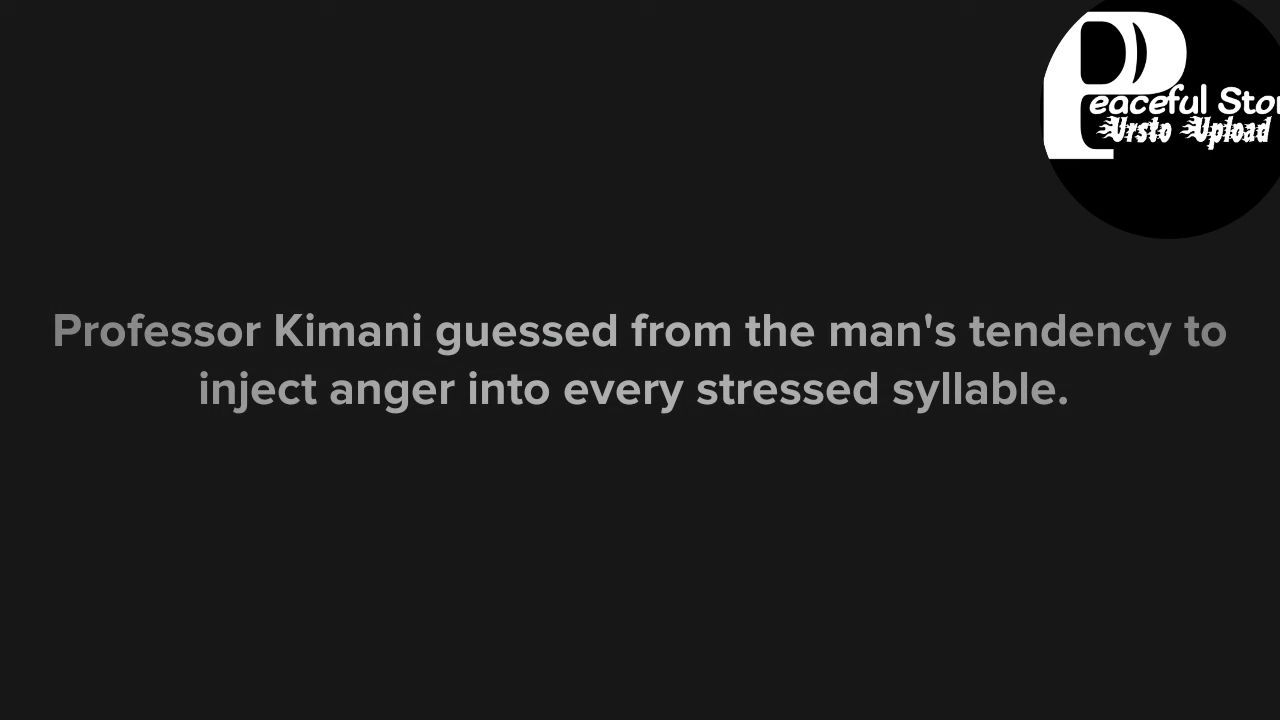 Peaceful Stor
Ursto Upload
Professor Kimani guessed from the man's tendency to
inject anger into every stressed syllable.